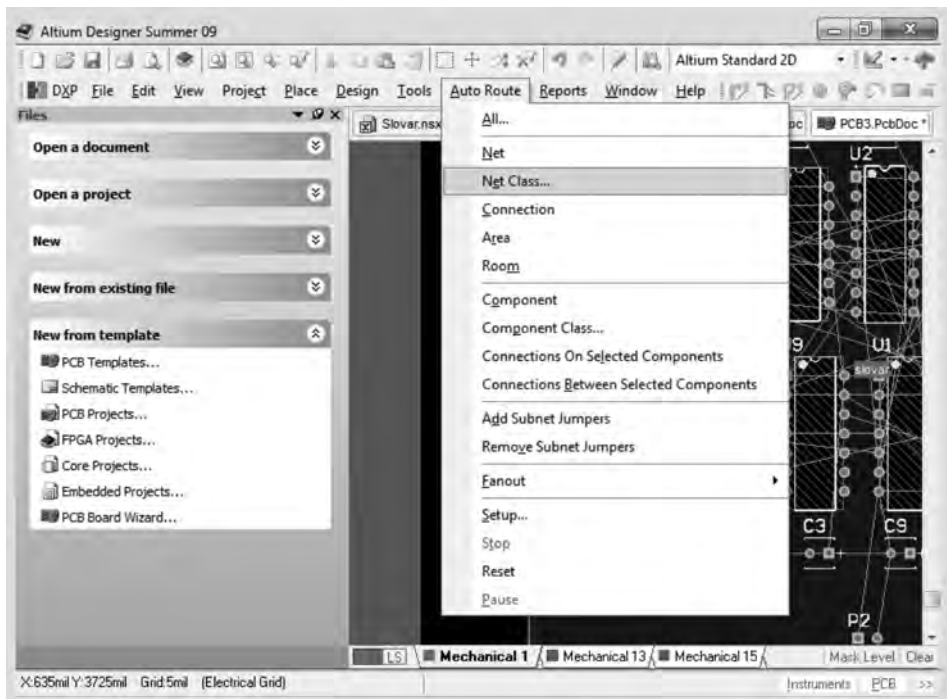 Altium Designer Summer 09
Altium Standard 2D
DXP File Edit View Project Place Design Tools Auto Route Reports Window Help
Files
Slovar.nsx
PCB3.PcbDoc *
Open a document
Open a project
New
New from existing file
New from template
PCB Templates...
Schematic Templates...
PCB Projects...
FPGA Projects...
Core Projects...
Embedded Projects...
PCB Board Wizard...
All...
Net
Net Class...
Connection
Area
Room
Component
Component Class...
Connections On Selected Components
Connections Between Selected Components
Add Subnet Jumpers
Remove Subnet Jumpers
Fanout
Setup...
Stop
Reset
Pause
U2
9 U1
slovar
C3 C9
P2
LS Mechanical 1 Mechanical 13 Mechanical 15 Mask Level Clear
X:635mil Y:3725mil Grid:5mil (Electrical Grid)
Instruments PCB >>